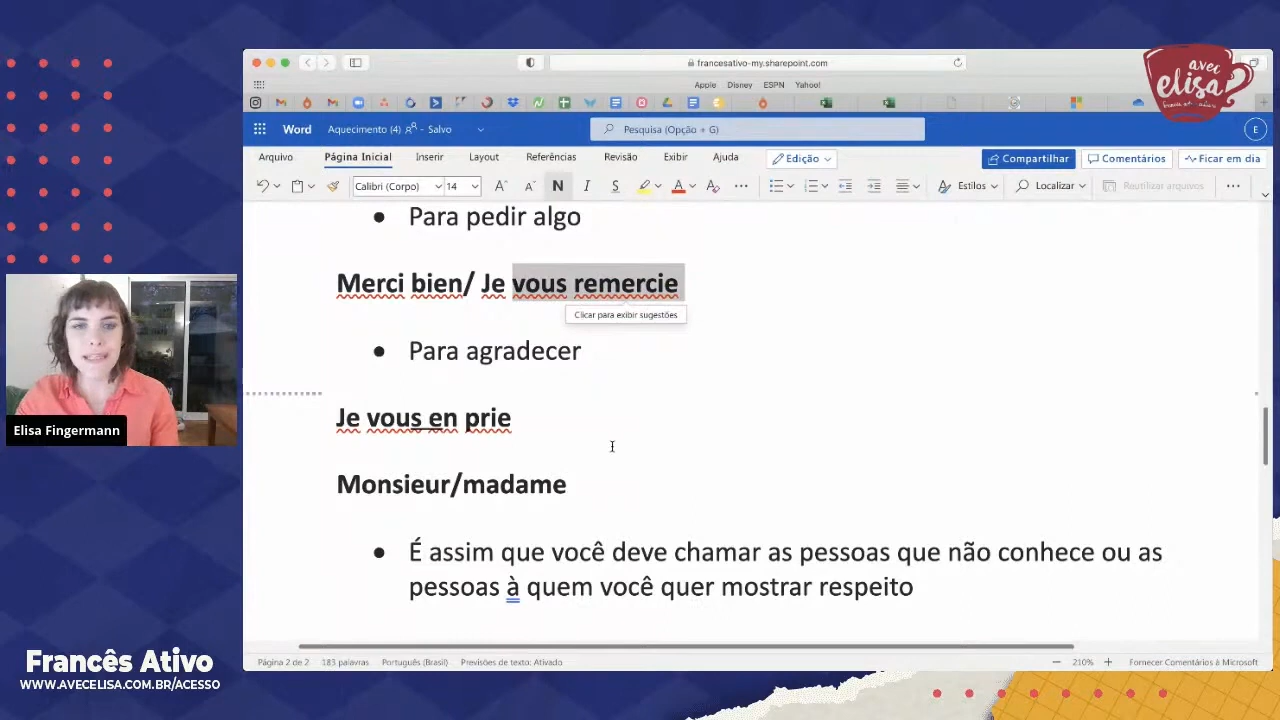 avec
elisa
francesativo-my.sharepoint.com
Apple Disney ESPN Yahoo!
Word Aquecimento (4) - Salvo Pesquisa (Opção + G) E
Arquivo Página Inicial Inserir Layout Referências Revisão Exibir Ajuda Edição Compartilhar Comentários Ficar em dia
Calibri (Corpo) 14 A A N I S A A Estilos Localizar Reutilizar arquivos
• Para pedir algo
Merci bien/ Je vous remercie
Clicar para exibir sugestões
• Para agradecer
Je vous en prie
Monsieur/madame
• É assim que você deve chamar as pessoas que não conhece ou as
pessoas à quem você quer mostrar respeito
Elisa Fingermann
Página 2 de 2 183 palavras Português (Brasil) Previsões de texto: Ativado 210% Fornecer Comentários à Microsoft
Francês Ativo
WWW.AVECELISA.COM.BR/ACESSO